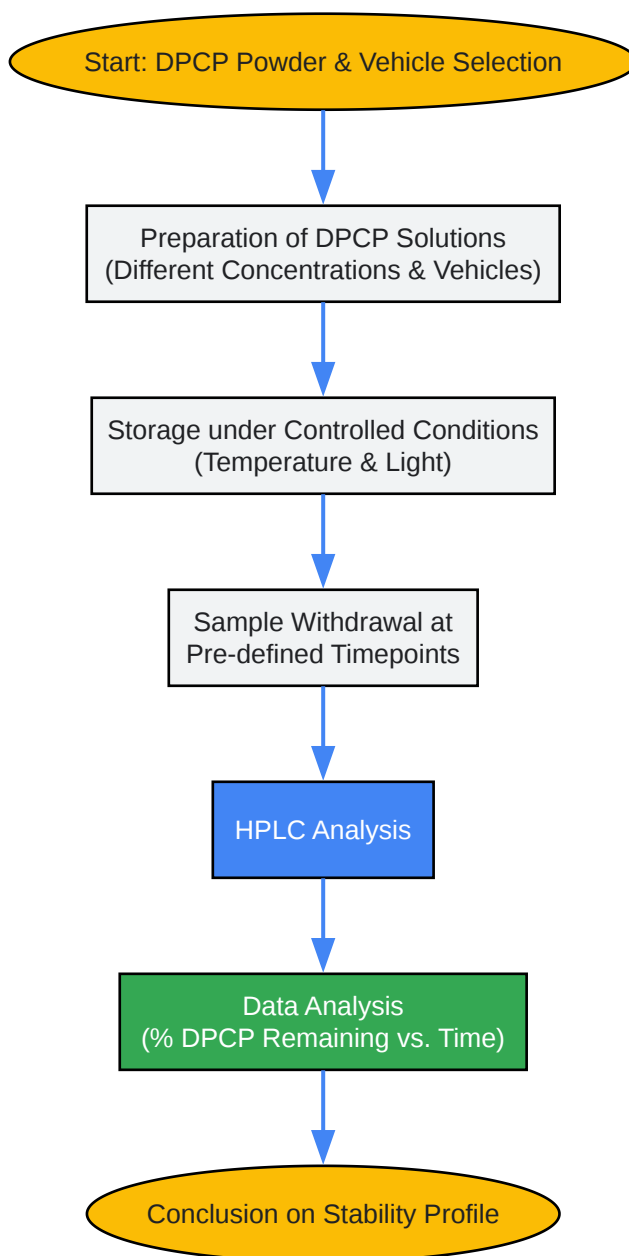 Start: DPCP Powder & Vehicle Selection
Preparation of DPCP Solutions
(Different Concentrations & Vehicles)
Storage under Controlled Conditions
(Temperature & Light)
Sample Withdrawal at
Pre-defined Timepoints
HPLC Analysis
Data Analysis
(% DPCP Remaining vs. Time)
Conclusion on Stability Profile